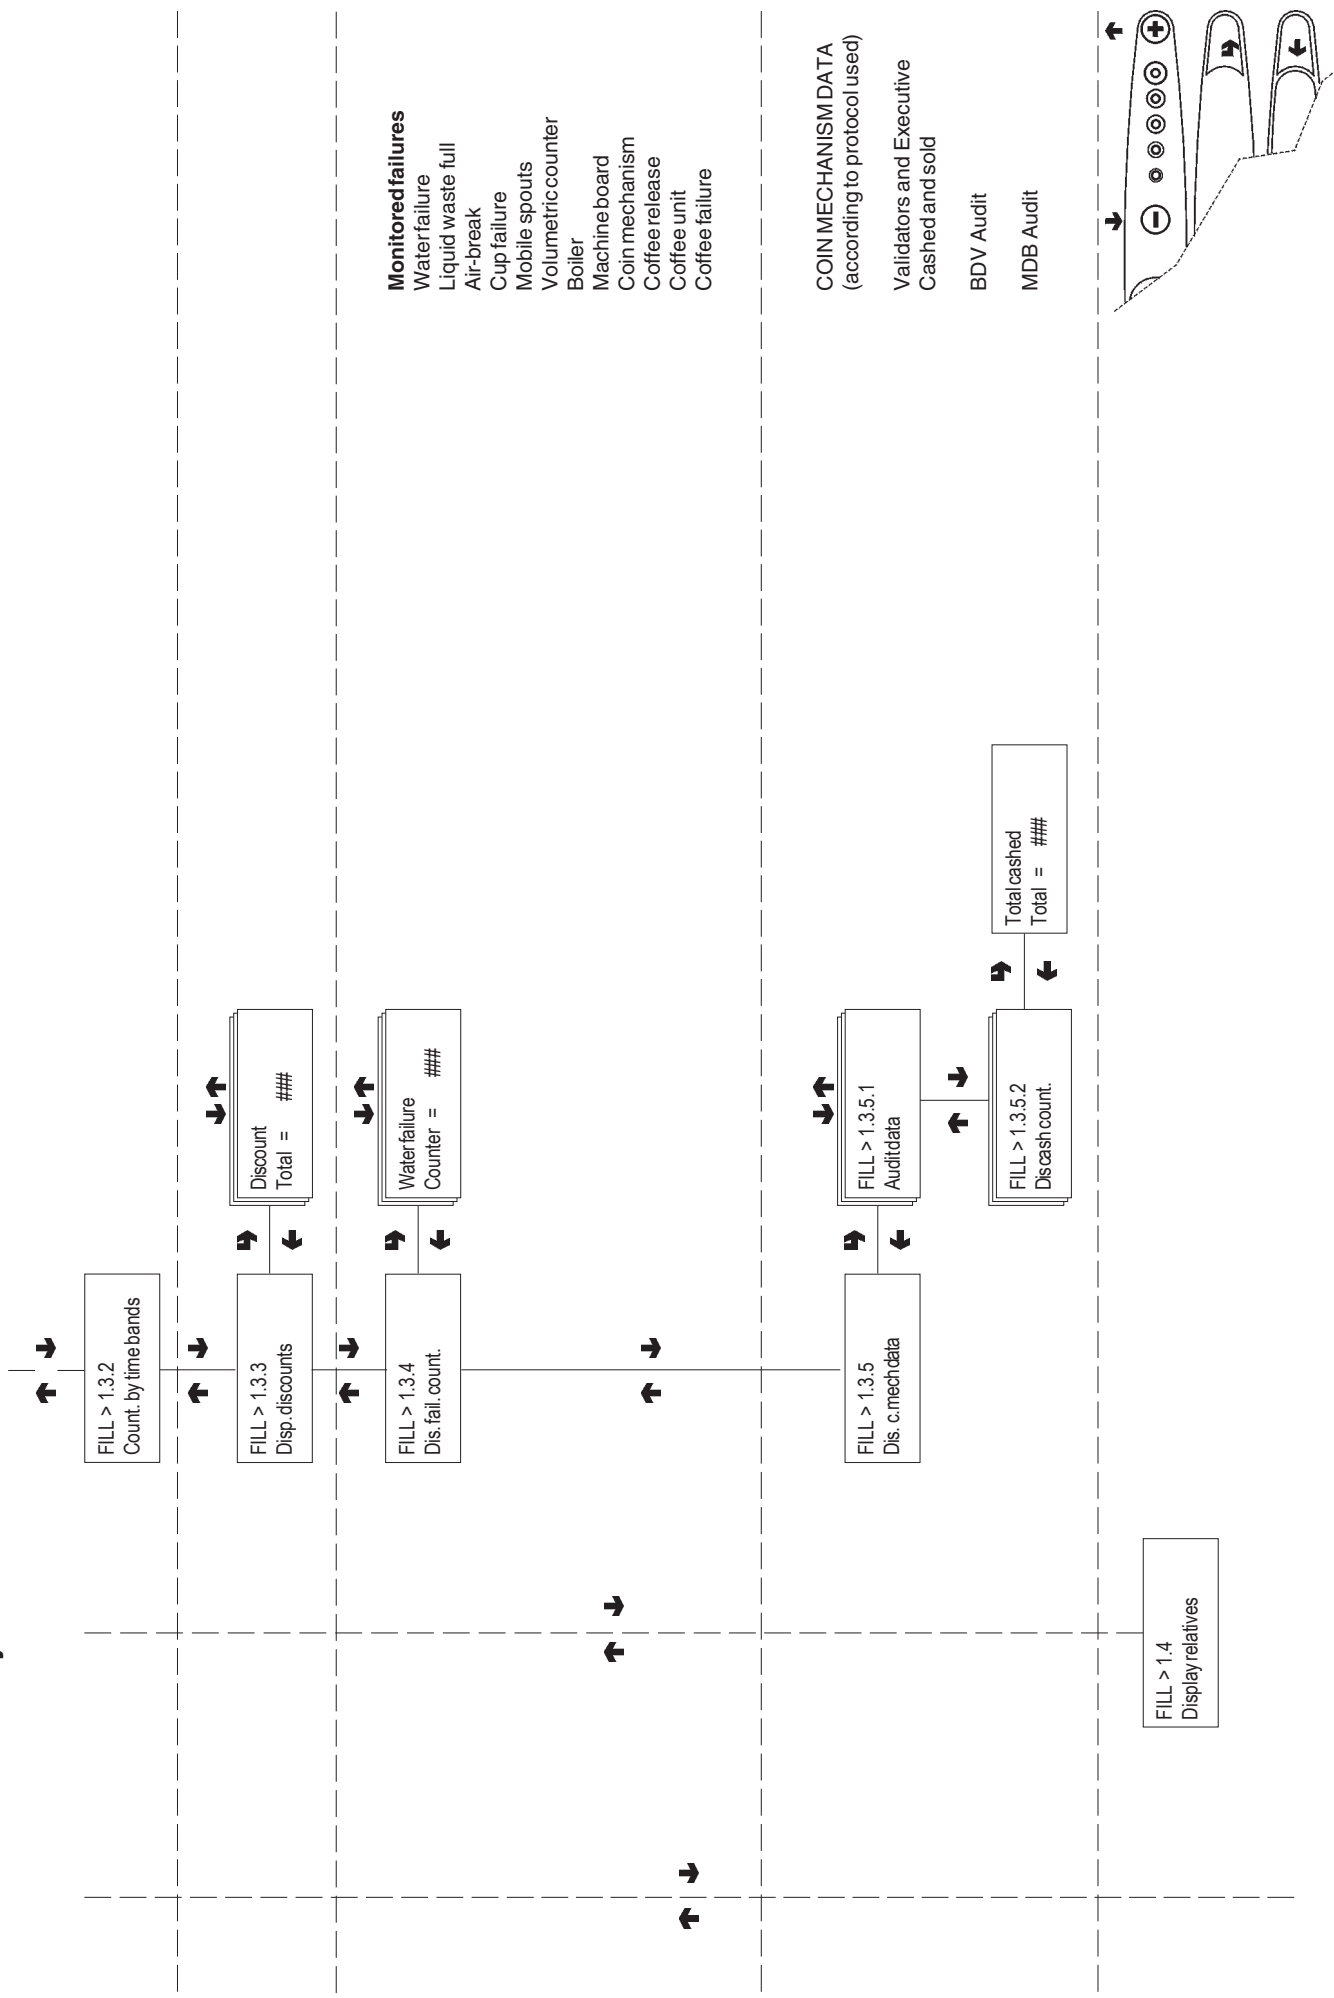 FILL > 1.3.2
Count. by time bands
FILL > 1.3.3
Disp. discounts
Discount
Total = ###
FILL > 1.3.4
Dis. fail. count.
Water failure
Counter = ###
Monitored failures
Water failure
Liquid waste full
Air-break
Cup failure
Mobile spouts
Volumetric counter
Boiler
Machine board
Coin mechanism
Coffee release
Coffee unit
Coffee failure
FILL > 1.3.5
Dis. c.mech data
FILL > 1.3.5.1
Audit data
FILL > 1.3.5.2
Dis cash count.
Total cashed
Total = ###
COIN MECHANISM DATA
(according to protocol used)
Validators and Executive
Cashed and sold
BDV Audit
MDB Audit
FILL > 1.4
Display relatives